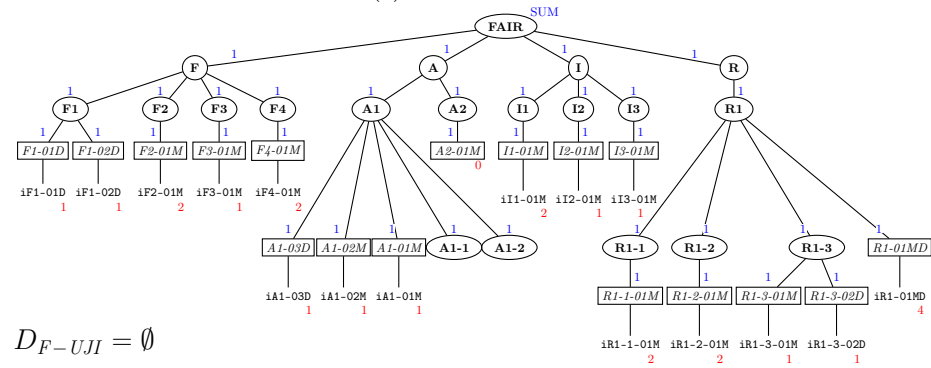 SUM
FAIR
1 1 1 1
F A I R
1 1 1 1 1 1 1 1 1 1
F1 F2 F3 F4 A1 A2 I1 I2 I3 R1
1 1 1 1 1 1 1 1 1
F1-01D F1-02D F2-01M F3-01M F4-01M A2-01M I1-01M I2-01M I3-01M
0
iF1-01D iF1-02D iF2-01M iF3-01M iF4-01M iI1-01M iI2-01M iI3-01M
1 1 2 1 2 2 1 1
1 1 1 1 1 1 1 1 1
A1-03D A1-02M A1-01M A1-1 A1-2 R1-1 R1-2 R1-3 R1-01MD
1 1 1 1
iA1-03D iA1-02M iA1-01M R1-1-01M R1-2-01M R1-3-01M R1-3-02D iR1-01MD
1 1 1 4
D_{F-UJI} = ∅
iR1-1-01M iR1-2-01M iR1-3-01M iR1-3-02D
2 2 1 1